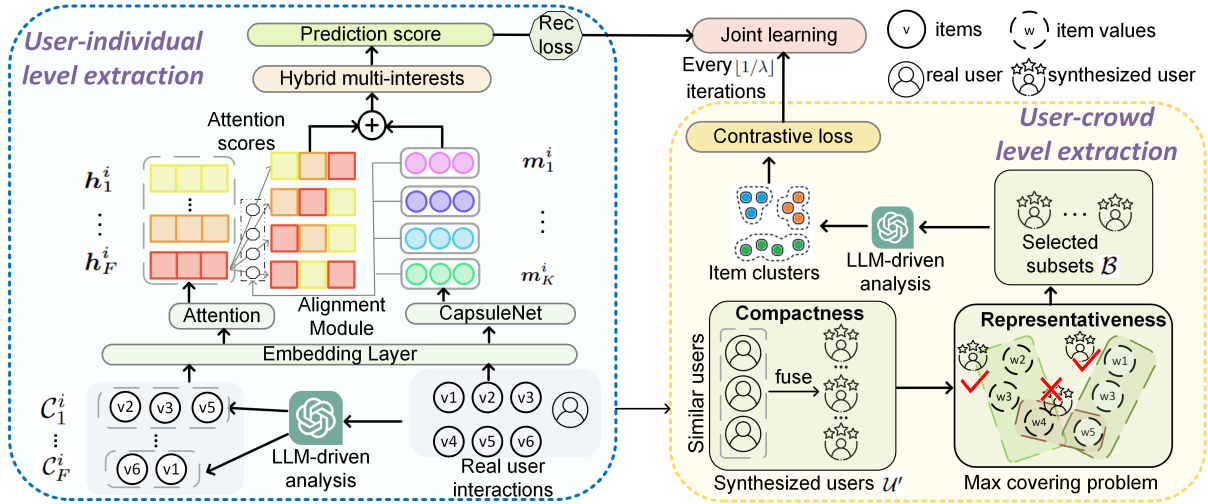 User-individual
level extraction
Prediction score
Rec
loss
Hybrid multi-interests
Attention
scores
+
h_1^i
⋮
h_F^i
...
m_1^i
⋮
m_K^i
Alignment
Module
Attention
CapsuleNet
Embedding Layer
C_1^i
⋮
C_F^i
v2 v3 v5
...
v6 v1
LLM-driven
analysis
v1 v2 v3
v4 v5 v6
Real user
interactions
Joint learning
Every ⌊1/λ⌋
iterations
v items
w item values
real user
synthesized user
User-crowd
level extraction
Contrastive loss
Item clusters
LLM-driven
analysis
...
Selected
subsets B
Compactness
Similar users
fuse
...
...
Synthesized users U'
Representativeness
w2
w1
w3
w3
w4
w5
Max covering problem